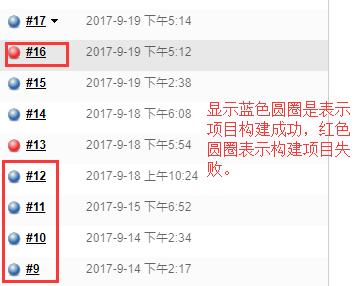 #17 2017-9-19 下午5:14
#16 2017-9-19 下午5:12
#15 2017-9-19 下午2:38
#14 2017-9-18 下午6:08
#13 2017-9-18 下午5:54
#12 2017-9-18 上午10:24
#11 2017-9-15 下午6:52
#10 2017-9-14 下午2:34
#9 2017-9-14 下午2:17
显示蓝色圆圈是表示
项目构建成功，红色
圆圈表示构建项目失
败。